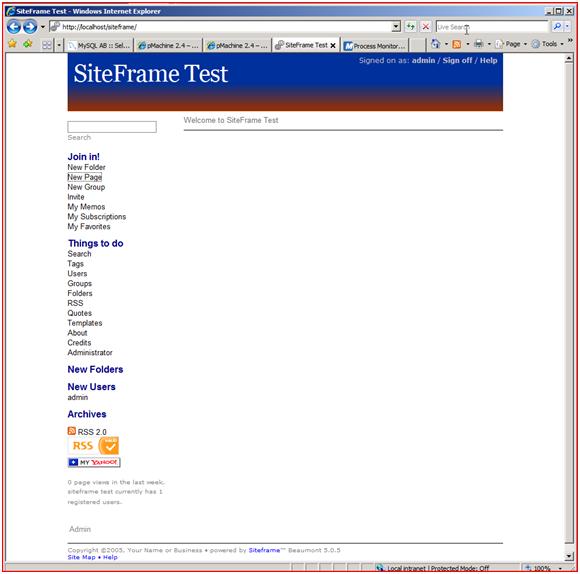 SiteFrame Test - Windows Internet Explorer
http://localhost/siteframe/
Live Search
MySQL AB :: Sel...
pMachine 2.4 – ...
pMachine 2.4 – ...
SiteFrame Test
Process Monitor...
Page
Tools
SiteFrame Test
Signed on as: admin / Sign off / Help
Search
Welcome to SiteFrame Test
Join in!
New Folder
New Page
New Group
Invite
My Memos
My Subscriptions
My Favorites
Things to do
Search
Tags
Users
Groups
Folders
RSS
Quotes
Templates
About
Credits
Administrator
New Folders
New Users
admin
Archives
RSS 2.0
RSS VALID
MY YAHOO!
0 page views in the last week.
siteframe test currently has 1
registered users.
Admin
Copyright ©2005, Your Name or Business • powered by Siteframe™ Beaumont 5.0.5
Site Map • Help
Local intranet | Protected Mode: Off
100%